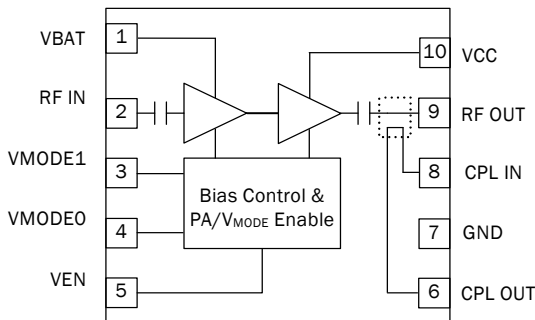 VBAT 1
RF IN 2
VMODE1 3
VMODE0 4
VEN 5
Bias Control &
PA/VMODE Enable
10 VCC
9 RF OUT
8 CPL IN
7 GND
6 CPL OUT